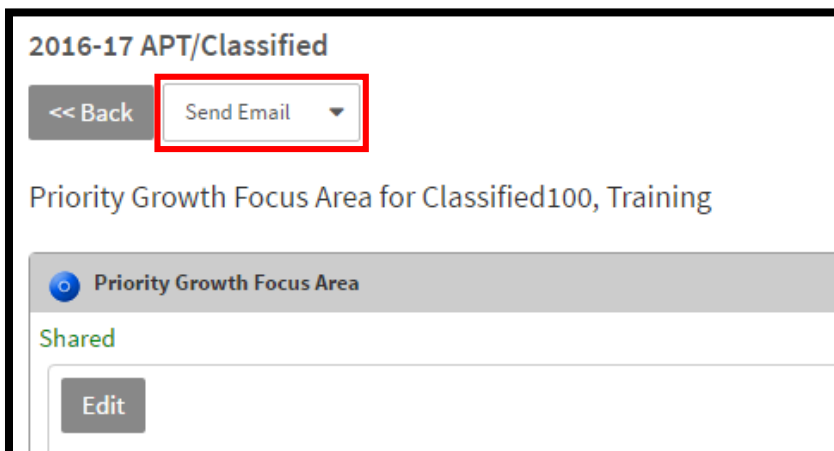 2016-17 APT/Classified
<< Back Send Email
Priority Growth Focus Area for Classified100, Training
Priority Growth Focus Area
Shared
Edit